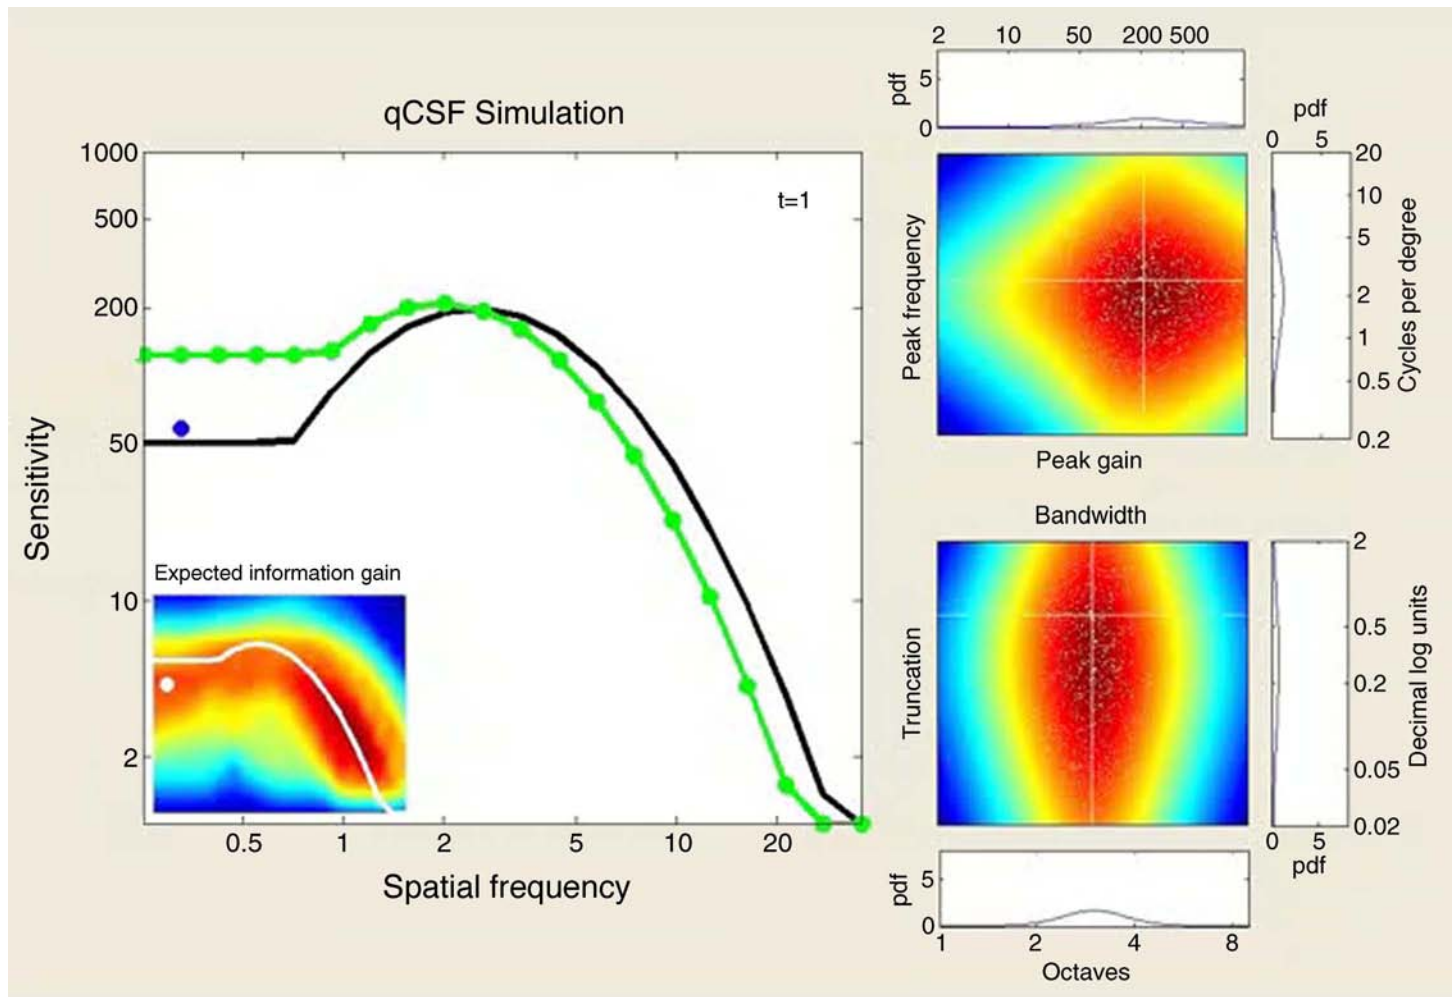 qCSF Simulation
t=1
1000
500
200
50
10
2
Sensitivity
0.5 1 2 5 10 20
Spatial frequency
Expected information gain
2 10 50 200 500
pdf
5
0
pdf
0 5
20
10
5
2
1
0.5
0.2
Cycles per degree
Peak frequency
Peak gain
Bandwidth
Truncation
2
0.5
0.2
0.05
0.02
Decimal log units
0 5
pdf
pdf
5
0
1 2 4 8
Octaves